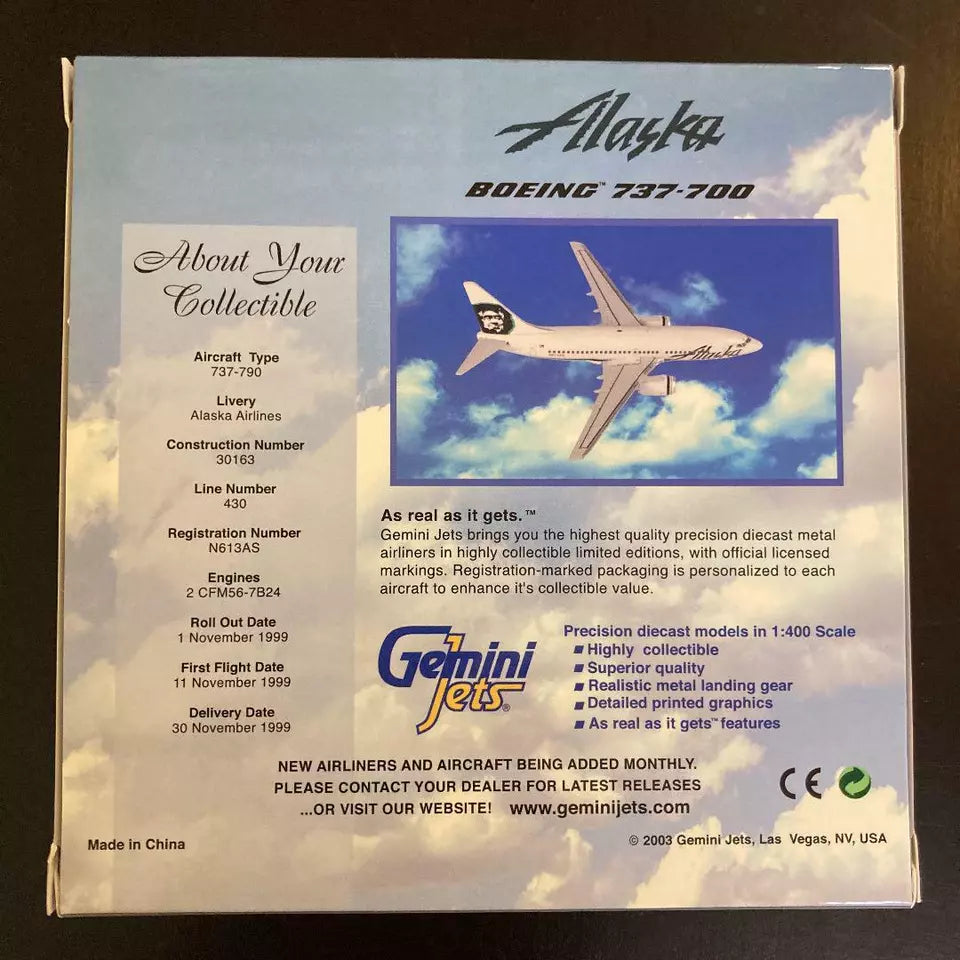 Alaska
BOEING™ 737-700
About Your
Collectible
Aircraft Type
737-790
Livery
Alaska Airlines
Construction Number
30163
Line Number
430
Registration Number
N613AS
Engines
2 CFM56-7B24
Roll Out Date
1 November 1999
First Flight Date
11 November 1999
Delivery Date
30 November 1999
Alaska
As real as it gets.™
Gemini Jets brings you the highest quality precision diecast metal
airliners in highly collectible limited editions, with official licensed
markings. Registration-marked packaging is personalized to each
aircraft to enhance it's collectible value.
Gemini
Jets®
Precision diecast models in 1:400 Scale
■ Highly collectible
■ Superior quality
■ Realistic metal landing gear
■ Detailed printed graphics
■ As real as it gets™ features
NEW AIRLINERS AND AIRCRAFT BEING ADDED MONTHLY.
PLEASE CONTACT YOUR DEALER FOR LATEST RELEASES
...OR VISIT OUR WEBSITE! www.geminijets.com
CE
Made in China
© 2003 Gemini Jets, Las Vegas, NV, USA